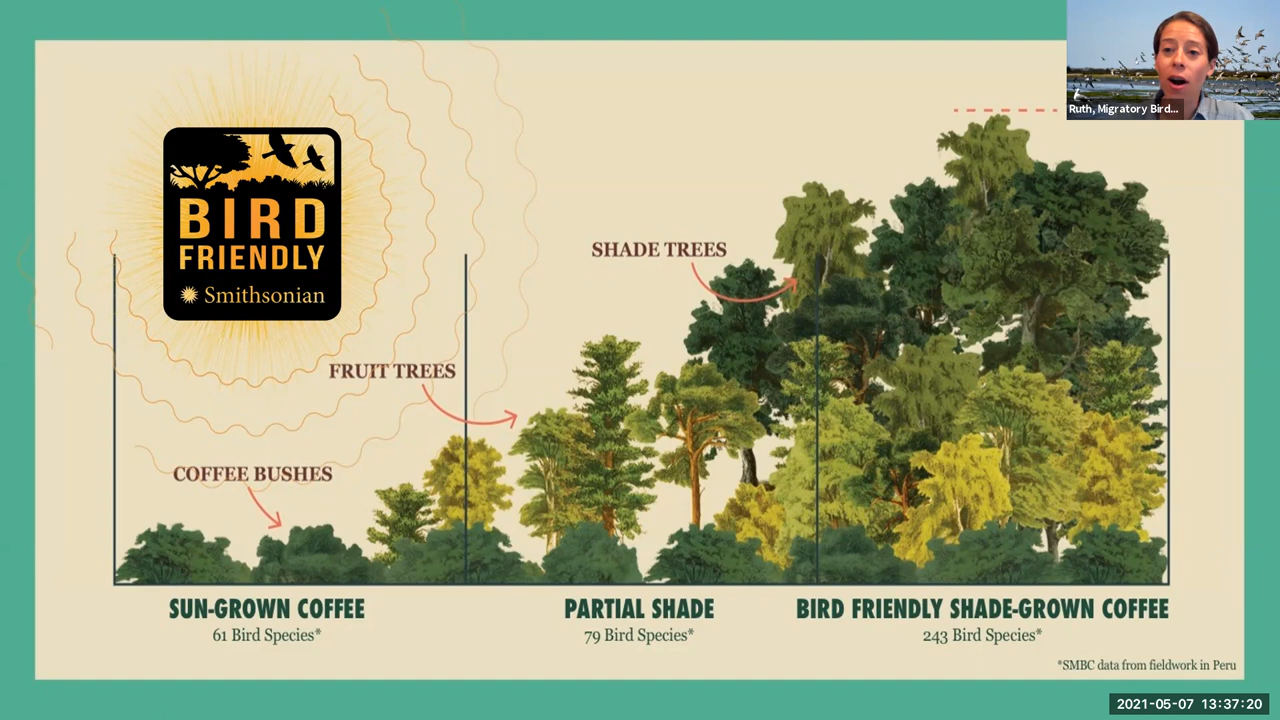 Ruth, Migratory Bird...
BIRD
FRIENDLY
Smithsonian
SHADE TREES
FRUIT TREES
COFFEE BUSHES
SUN-GROWN COFFEE
61 Bird Species*
PARTIAL SHADE
79 Bird Species*
BIRD FRIENDLY SHADE-GROWN COFFEE
243 Bird Species*
*SMBC data from fieldwork in Peru
2021-05-07 13:37:20